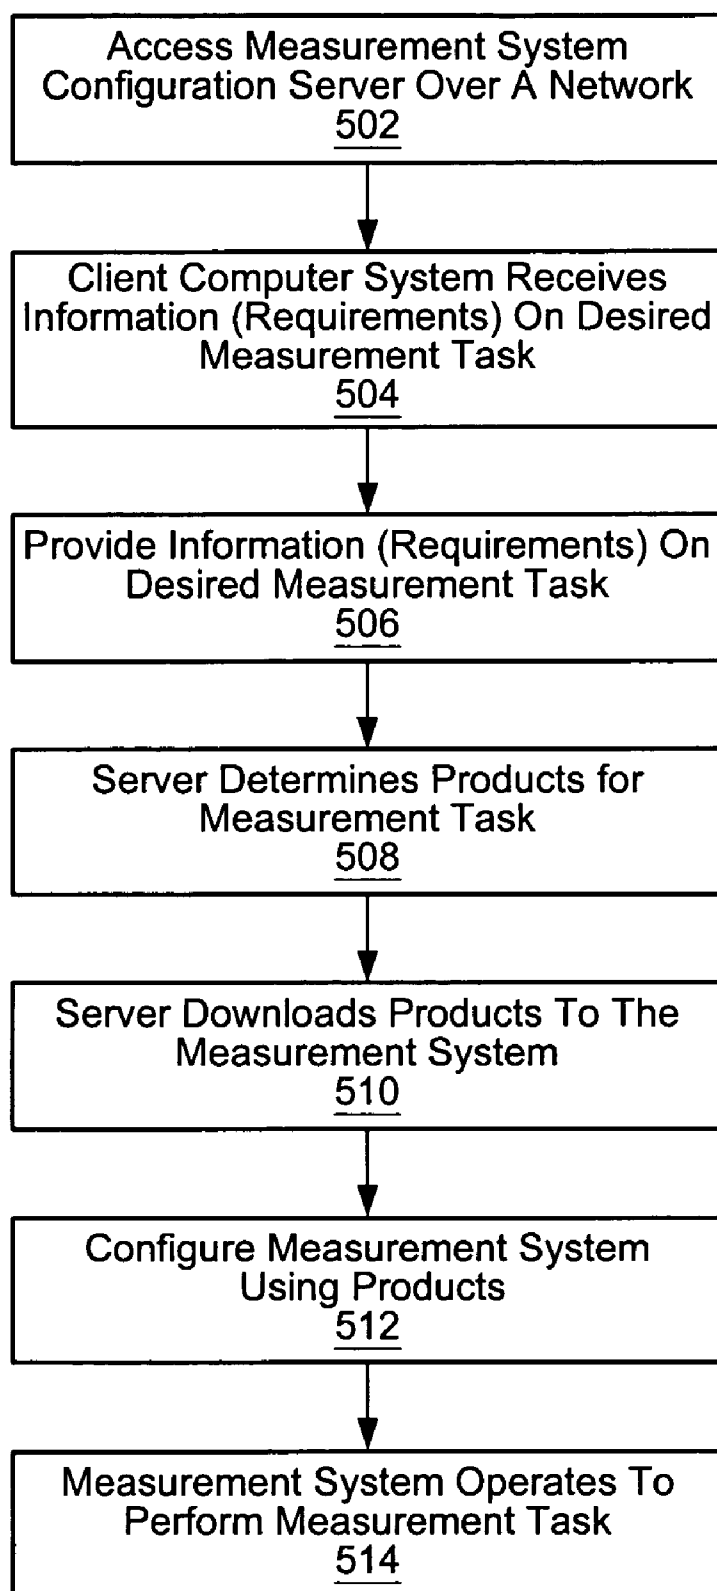 Access Measurement System
Configuration Server Over A Network
502
Client Computer System Receives
Information (Requirements) On Desired
Measurement Task
504
Provide Information (Requirements) On
Desired Measurement Task
506
Server Determines Products for
Measurement Task
508
Server Downloads Products To The
Measurement System
510
Configure Measurement System
Using Products
512
Measurement System Operates To
Perform Measurement Task
514